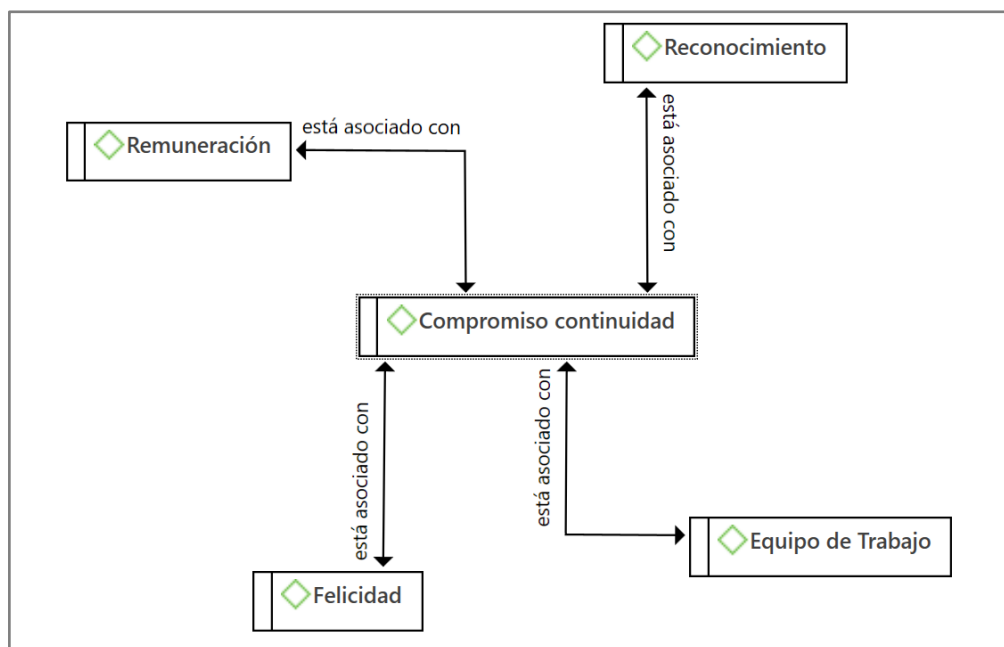 Reconocimiento
Remuneración
está asociado con
está asociado con
Compromiso continuidad
está asociado con
está asociado con
Equipo de Trabajo
Felicidad